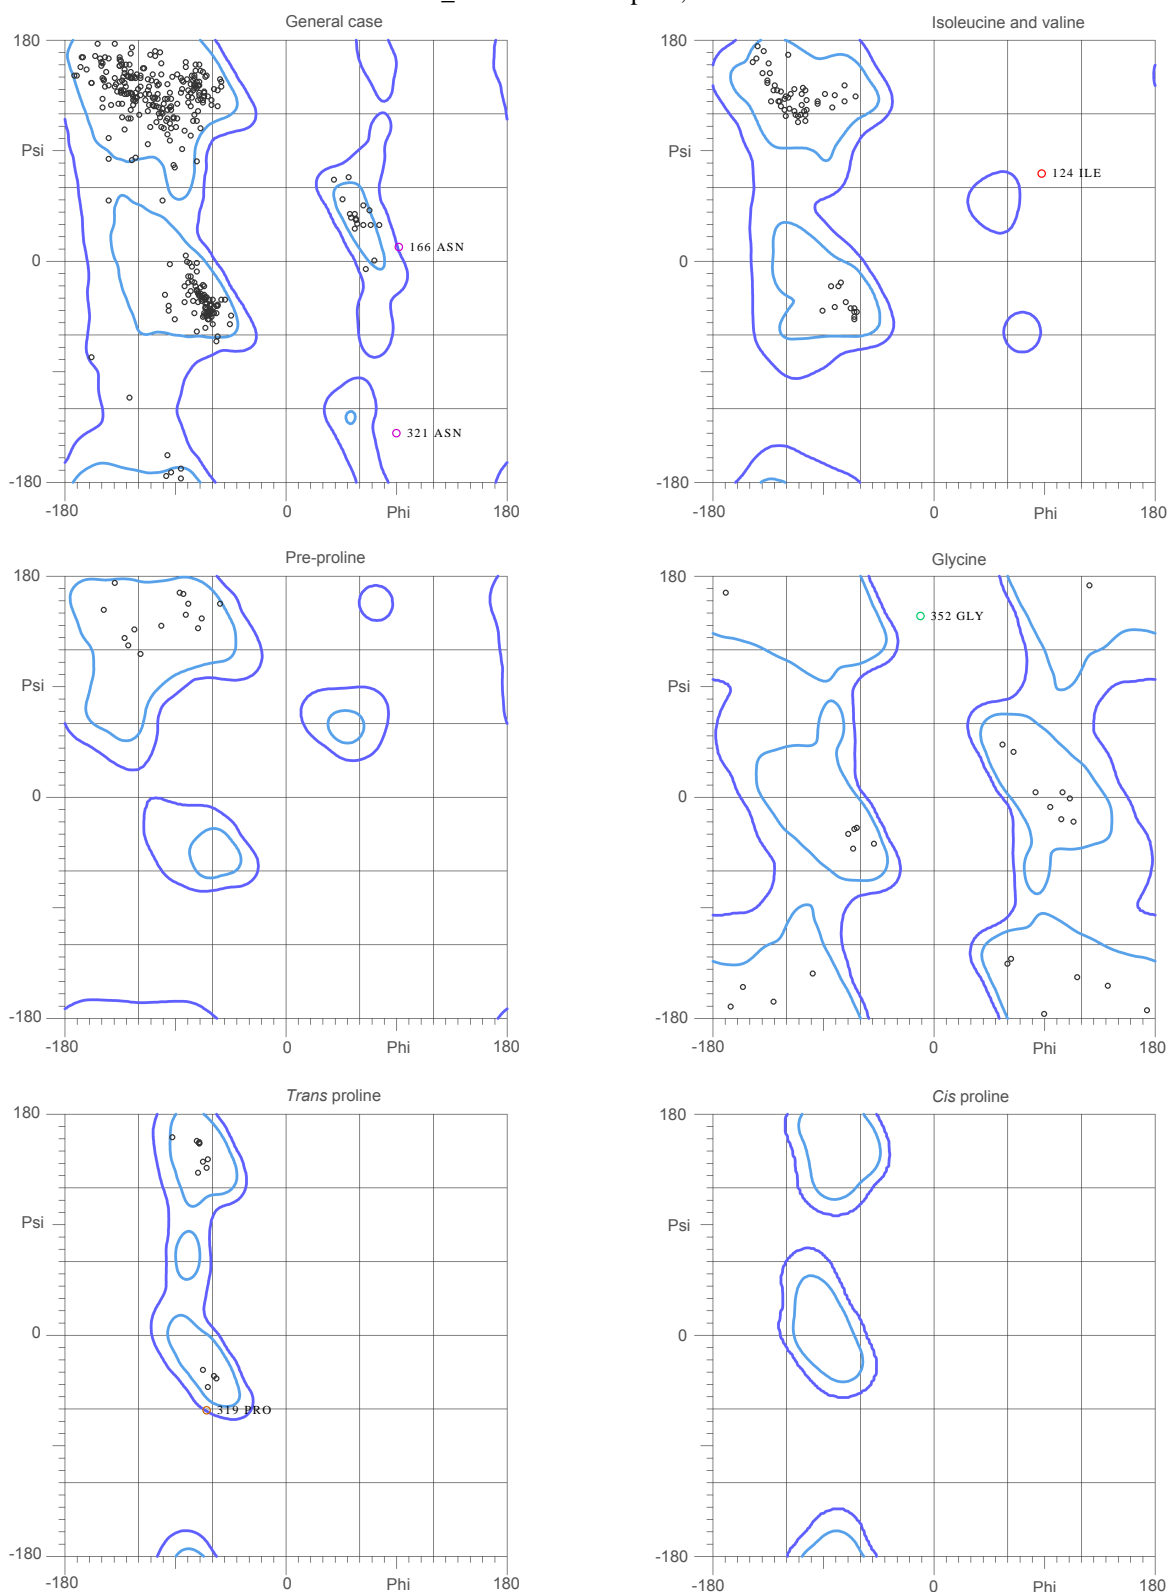 General case
Isoleucine and valine
180
180
Psi
Psi
124 ILE
166 ASN
0
0
321 ASN
-180
-180
-180
0
Phi
180
-180
0
Phi
180
Pre-proline
Glycine
180
180
352 GLY
Psi
Psi
0
0
-180
-180
-180
0
Phi
180
-180
0
Phi
180
Trans proline
Cis proline
180
180
Psi
Psi
0
0
319 PRO
-180
-180
-180
0
Phi
180
-180
0
Phi
180